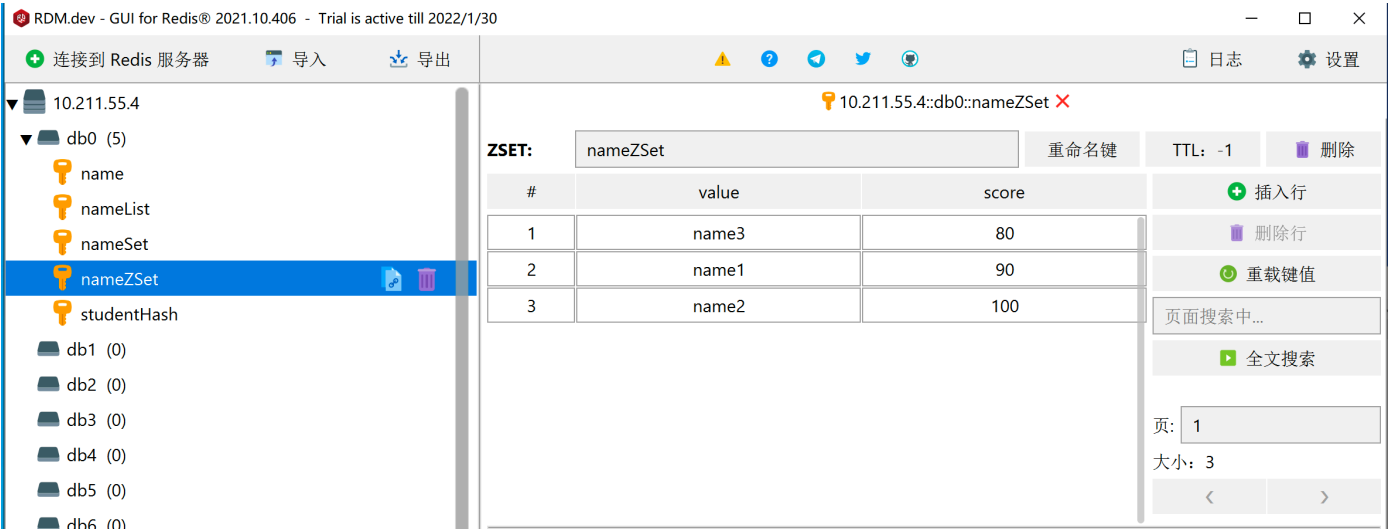 RDM.dev - GUI for Redis® 2021.10.406 - Trial is active till 2022/1/30
连接到 Redis 服务器 导入 导出 日志 设置
10.211.55.4
db0 (5)
name
nameList
nameSet
nameZSet
studentHash
db1 (0)
db2 (0)
db3 (0)
db4 (0)
db5 (0)
db6 (0)
10.211.55.4::db0::nameZSet
ZSET: nameZSet 重命名键 TTL: -1 删除
# value score
1 name3 80
2 name1 90
3 name2 100
插入行
删除行
重载键值
页面搜索中...
全文搜索
页: 1
大小: 3